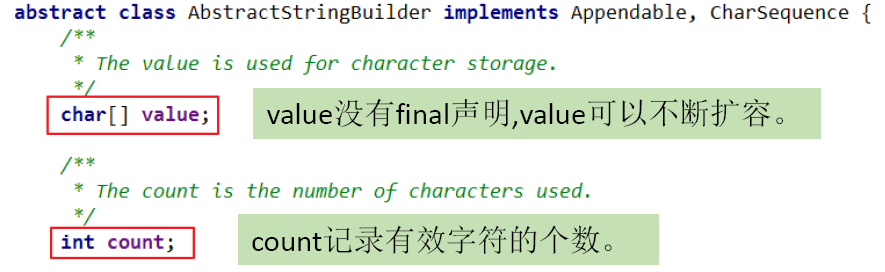 abstract class AbstractStringBuilder implements Appendable, CharSequence {
/**
* The value is used for character storage.
*/
char[] value;
value没有final声明,value可以不断扩容。
/**
* The count is the number of characters used.
*/
int count;
count记录有效字符的个数。